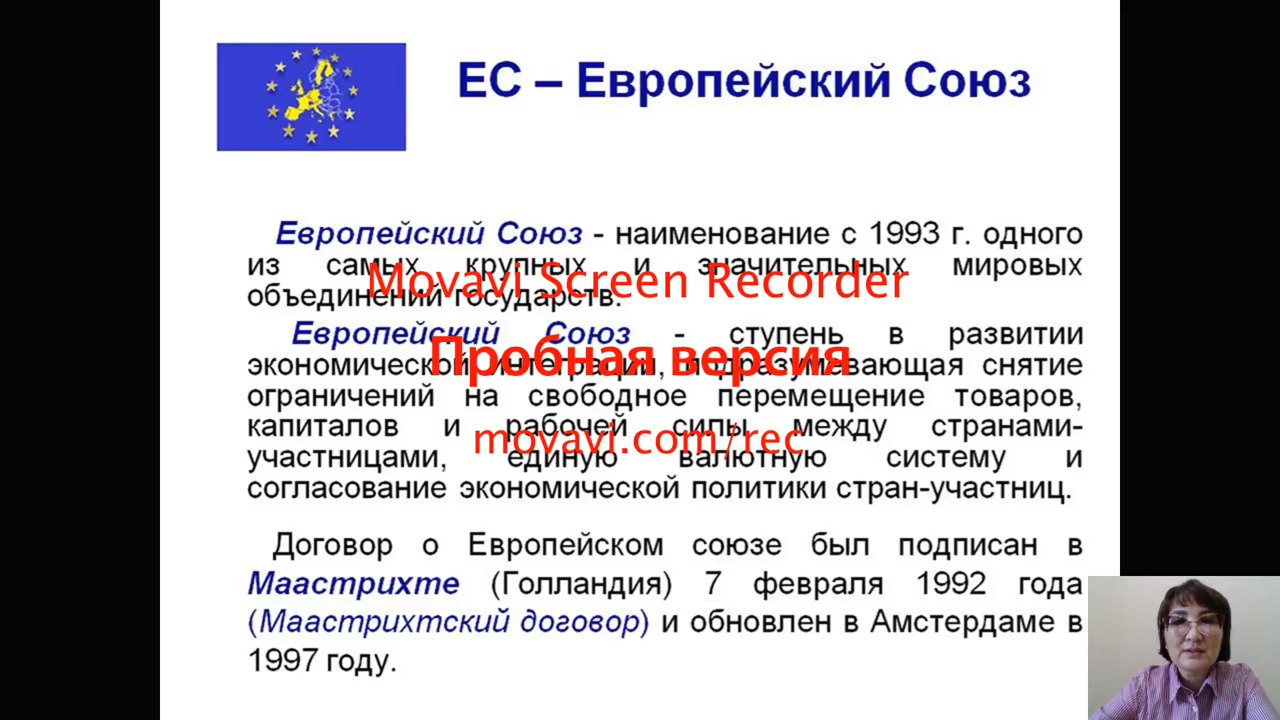 ЕС – Европейский Союз
Европейский Союз - наименование с 1993 г. одного
из самых крупных и значительных мировых
объединений государств.
Movavi Screen Recorder
Европейский Союз - ступень в развитии
экономической интеграции, подразумевающая снятие
Пробная версия
ограничений на свободное перемещение товаров,
капиталов и рабочей силы между странами-
movavi.com/rec
участницами, единую валютную систему и
согласование экономической политики стран-участниц.
Договор о Европейском союзе был подписан в
Маастрихте (Голландия) 7 февраля 1992 года
(Маастрихтский договор) и обновлен в Амстердаме в
1997 году.